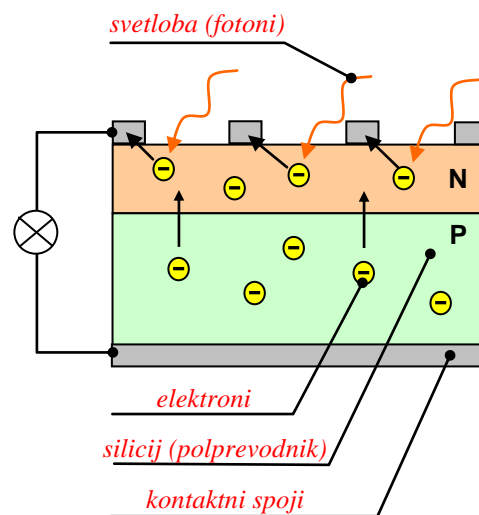 svetloba (fotoni)
N
P
elektroni
silicij (polprevodnik)
kontaktni spoji